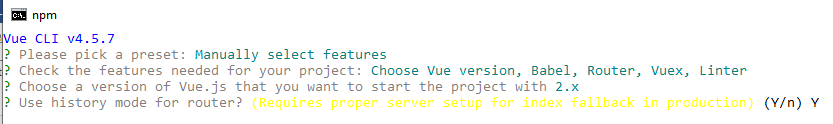 npm
Vue CLI v4.5.7
? Please pick a preset: Manually select features
? Check the features needed for your project: Choose Vue version, Babel, Router, Vuex, Linter
? Choose a version of Vue.js that you want to start the project with 2.x
? Use history mode for router? (Requires proper server setup for index fallback in production) (Y/n) Y